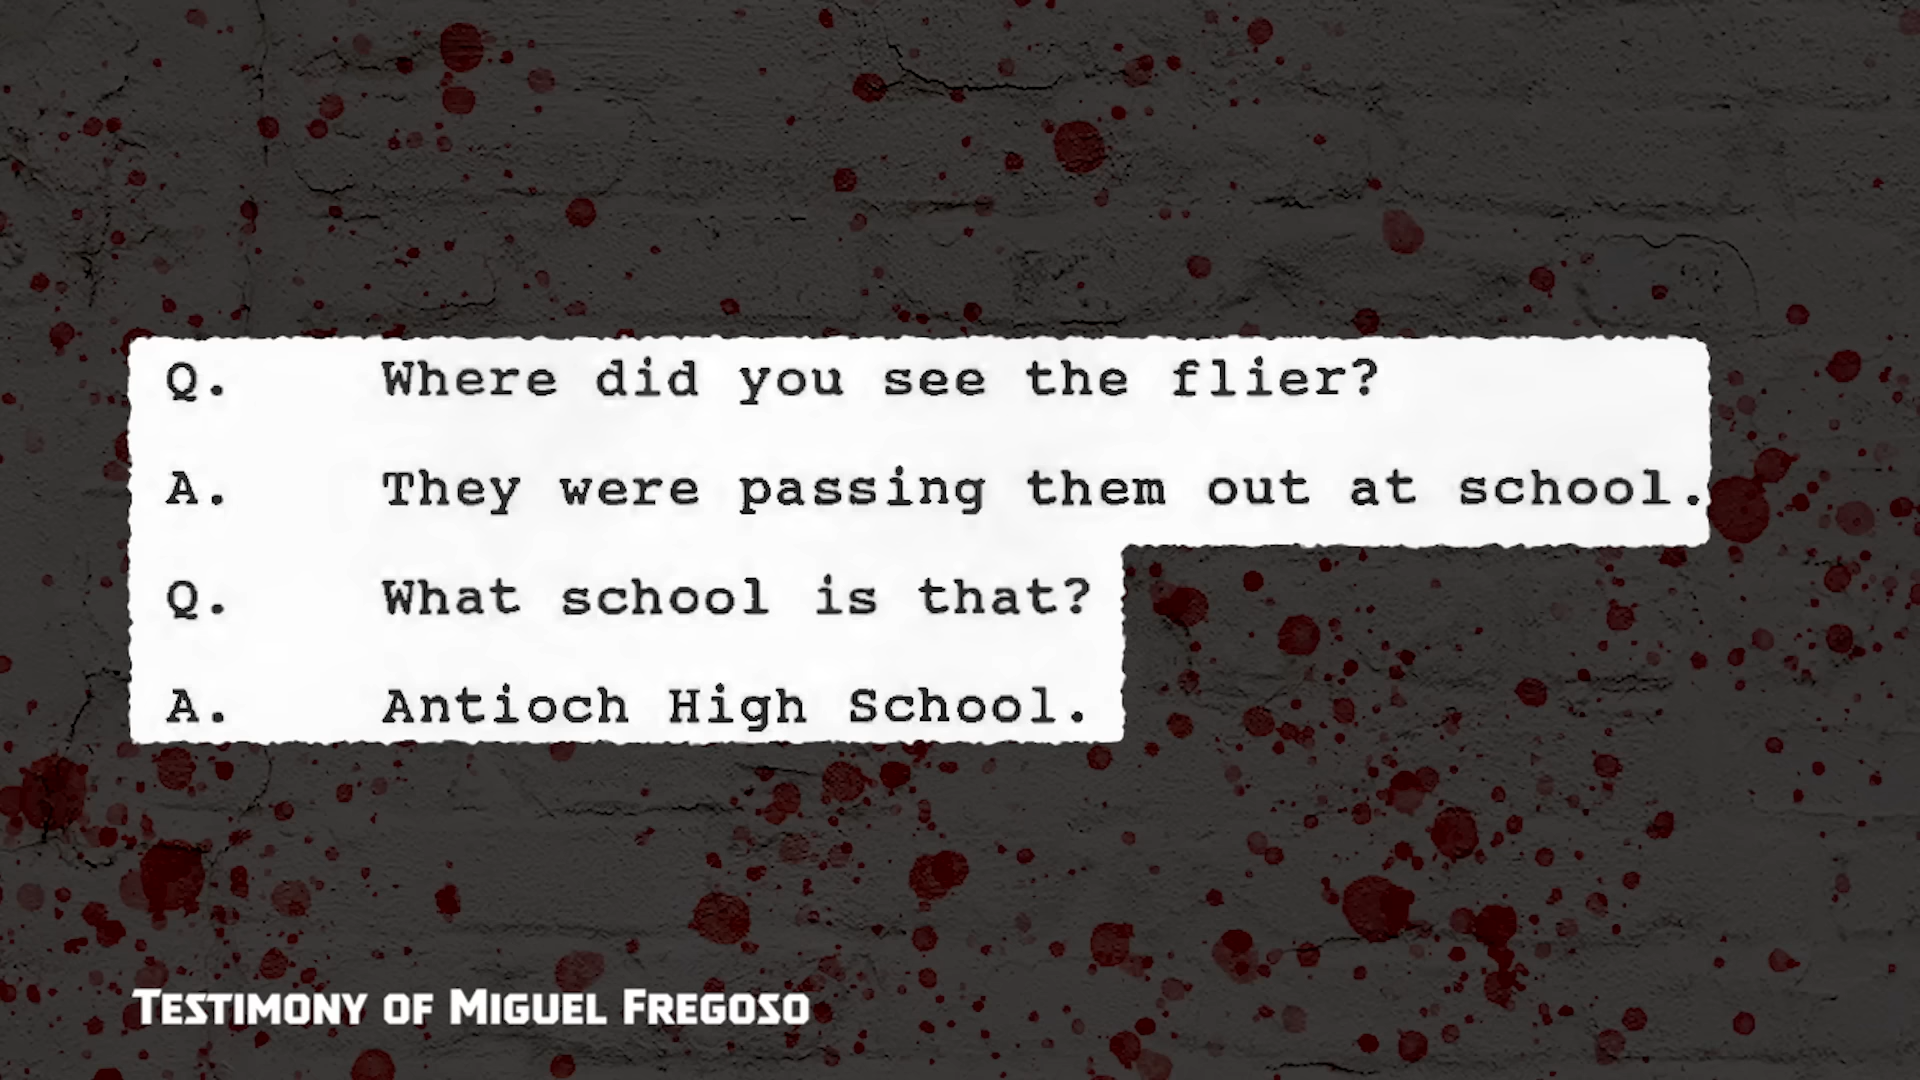 Q. Where did you see the flier?
A. They were passing them out at school.
Q. What school is that?
A. Antioch High School.
Testimony of Miguel Fregoso